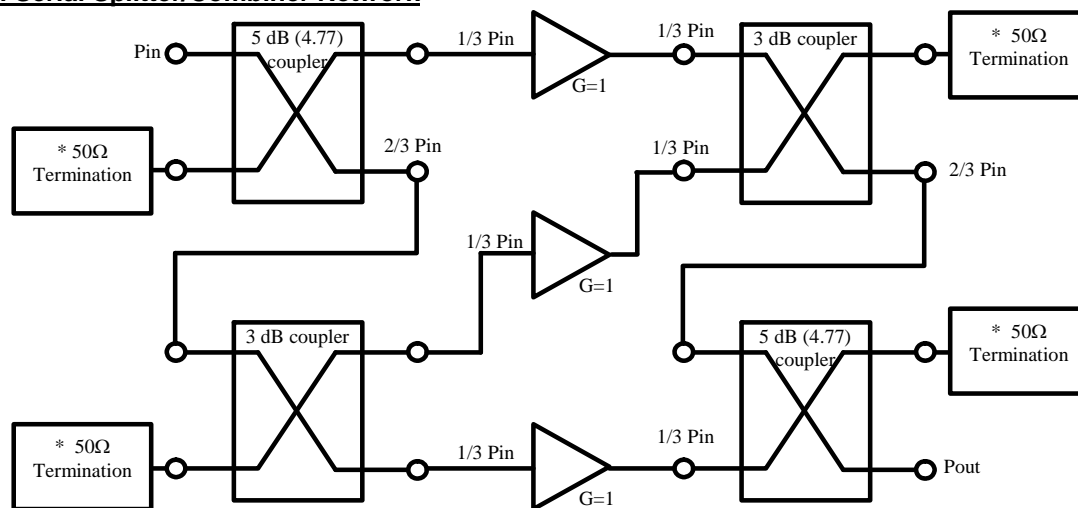 Serial Splitter/Combiner Network
Pin
5 dB (4.77)
coupler
1/3 Pin
G=1
1/3 Pin
3 dB coupler
* 50Ω
Termination
* 50Ω
Termination
2/3 Pin
1/3 Pin
2/3 Pin
1/3 Pin
G=1
3 dB coupler
5 dB (4.77)
coupler
* 50Ω
Termination
* 50Ω
Termination
1/3 Pin
G=1
1/3 Pin
Pout